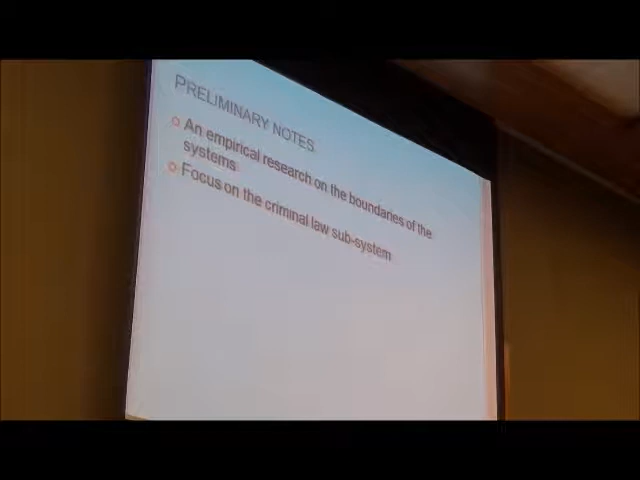 PRELIMINARY NOTES
An empirical research on the boundaries of the
systems
Focus on the criminal law sub-system